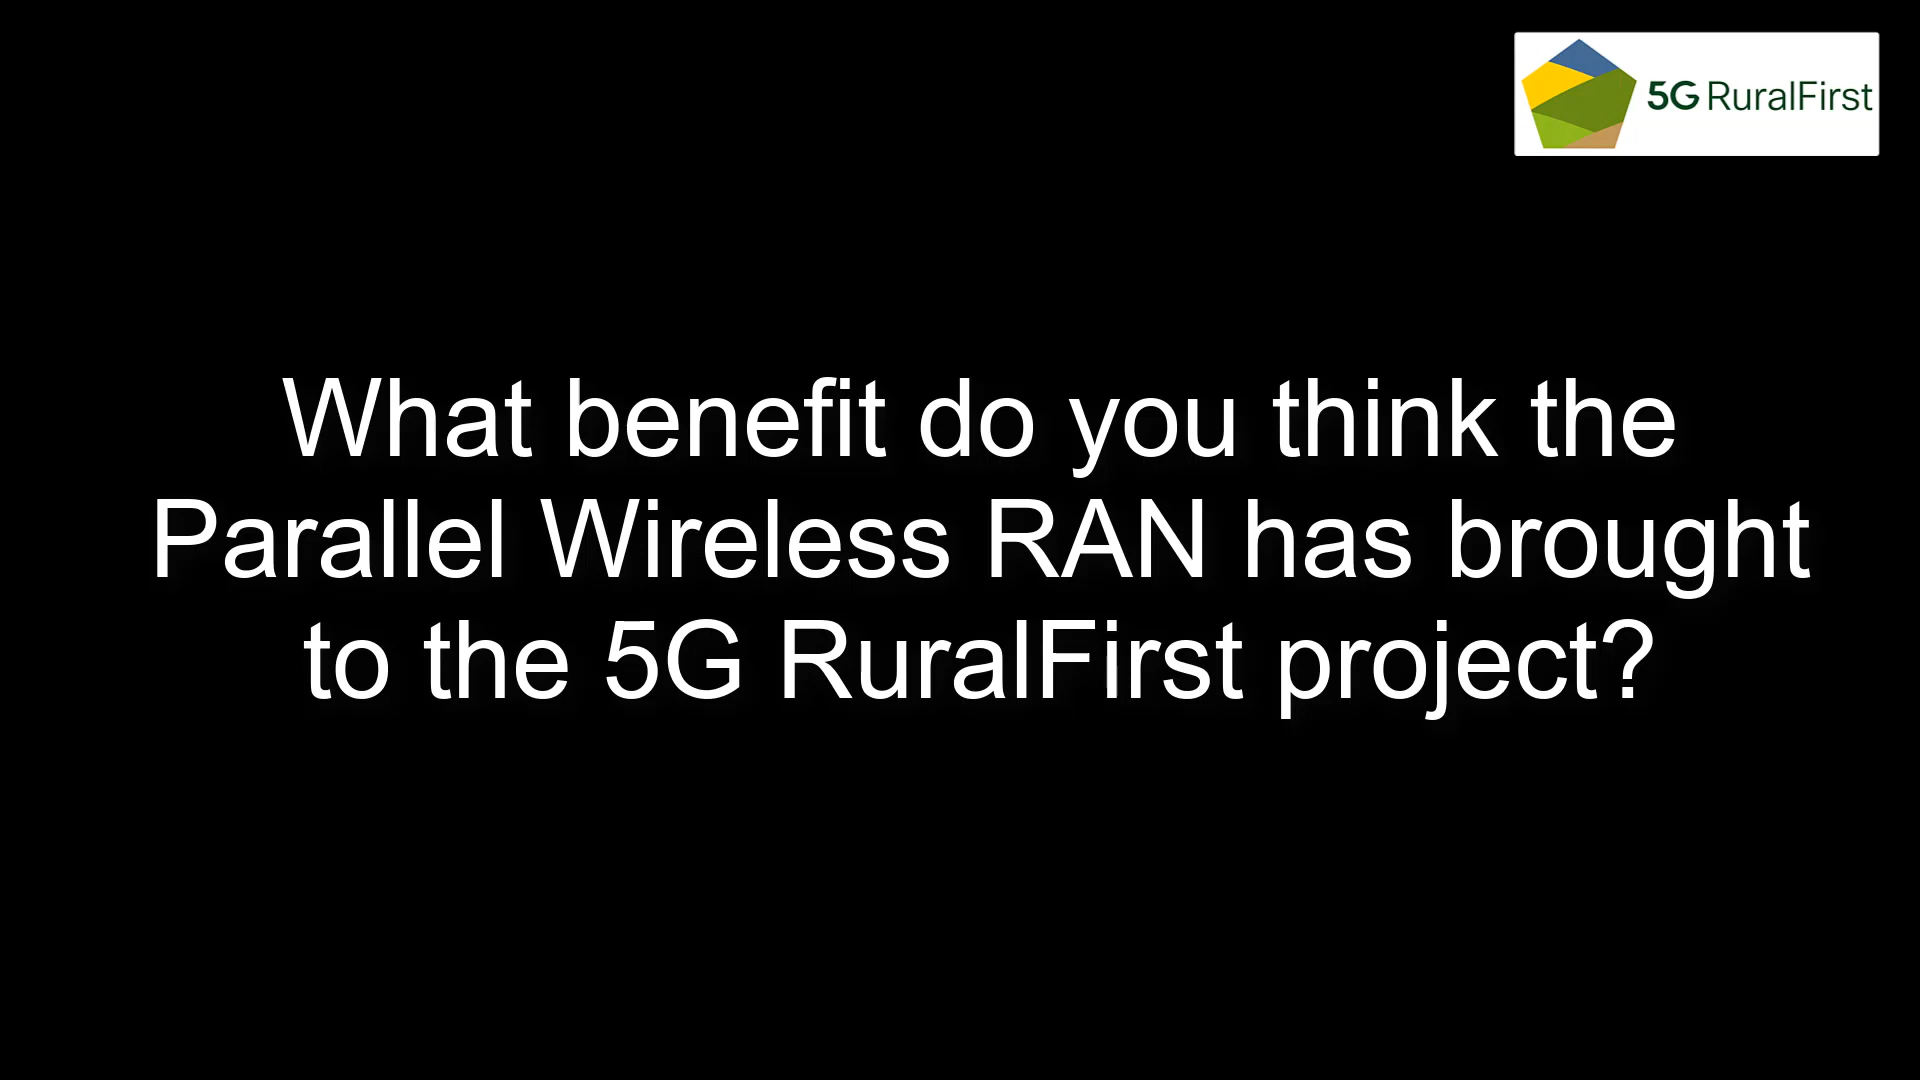 5G RuralFirst
What benefit do you think the
Parallel Wireless RAN has brought
to the 5G RuralFirst project?